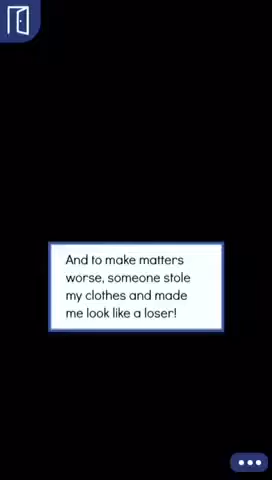 And to make matters
worse, someone stole
my clothes and made
me look like a loser!